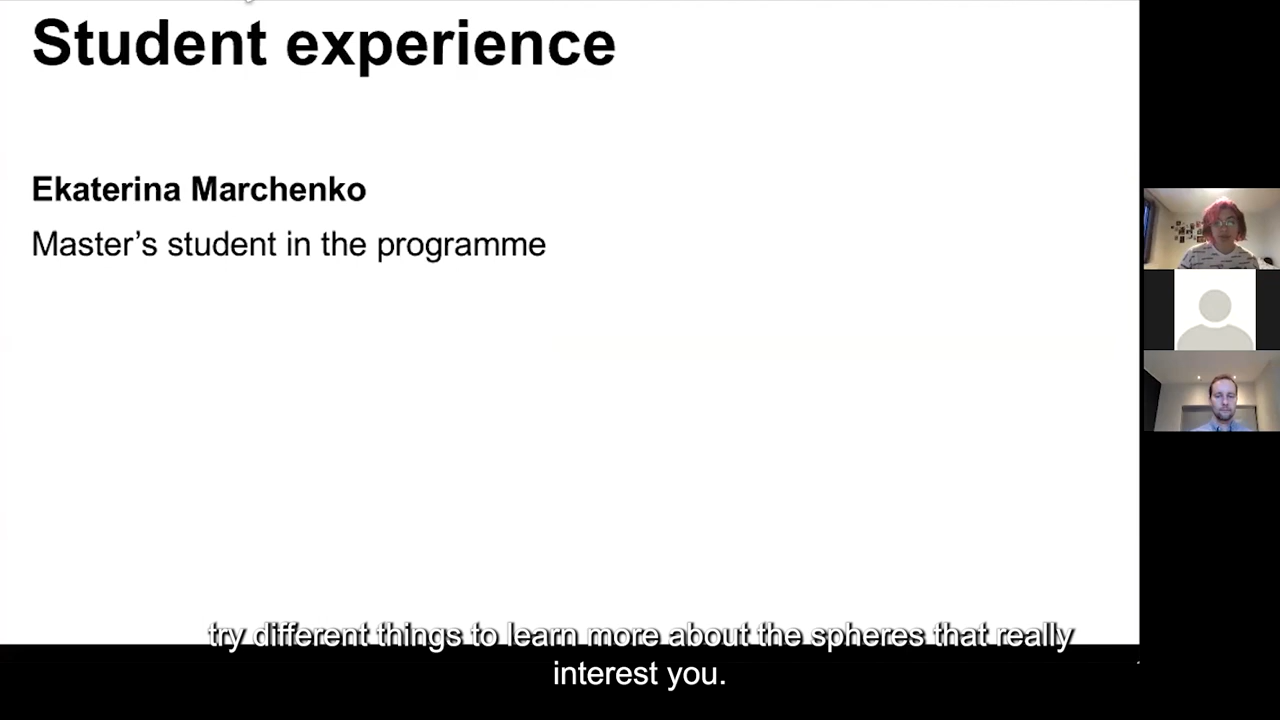 Student experience
Ekaterina Marchenko
Master’s student in the programme
try different things to learn more about the spheres that really
interest you.